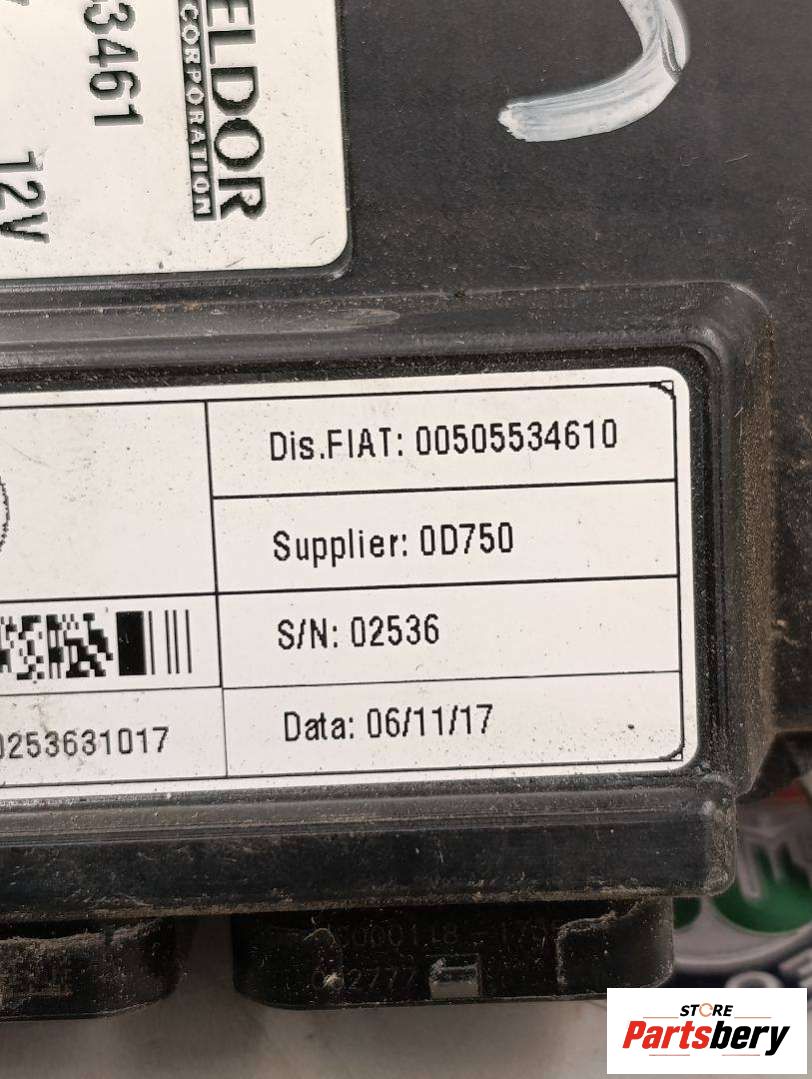 3461
12V
ELDOR
CORPORATION
Dis.FIAT: 00505534610
Supplier: 0D750
S/N: 02536
Data: 06/11/17
0253631017
STORE
Partsbery